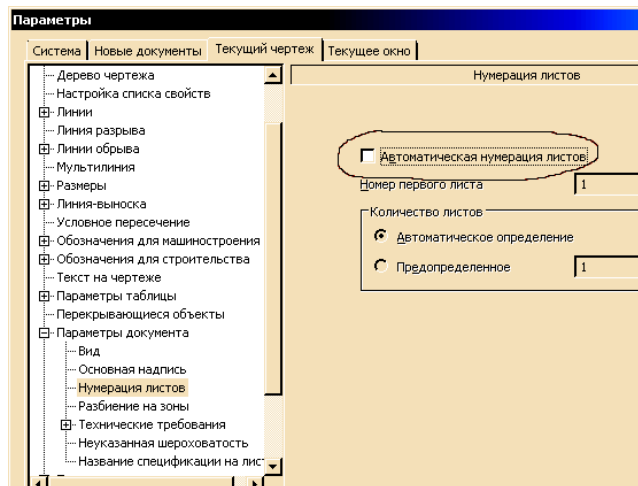 Параметры
Система
Новые документы
Текущий чертеж
Текущее окно
Дерево чертежа
Настройка списка свойств
Линии
Линия разрыва
Линии обрыва
Мультилиния
Размеры
Линия-выноска
Условное пересечение
Обозначения для машиностроения
Обозначения для строительства
Текст на чертеже
Параметры таблицы
Перекрывающиеся объекты
Параметры документа
Вид
Основная надпись
Нумерация листов
Разбиение на зоны
Технические требования
Неуказанная шероховатость
Название спецификации на лис
Нумерация листов
Автоматическая нумерация листов
Номер первого листа 1
Количество листов
Автоматическое определение
Предопределенное 1